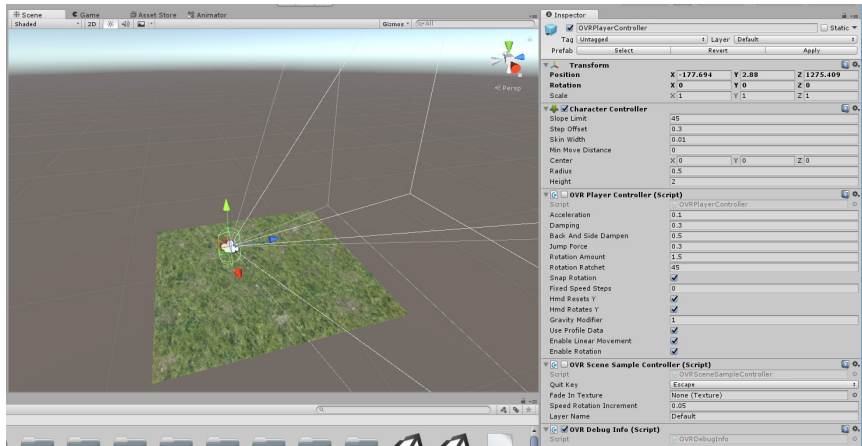 Scene Game Asset Store Animator
Shaded 2D Gizmos All
Persp
Inspector
OVRPlayerController Static
Tag Untagged Layer Default
Prefab Select Revert Apply
Transform
Position X -177.694 Y 2.88 Z 1275.409
Rotation X 0 Y 0 Z 0
Scale X 1 Y 1 Z 1
Character Controller
Slope Limit 45
Step Offset 0.3
Skin Width 0.01
Min Move Distance 0
Center X 0 Y 0 Z 0
Radius 0.5
Height 2
OVR Player Controller (Script)
Script OVRPlayerController
Acceleration 0.1
Damping 0.3
Back And Side Dampen 0.5
Jump Force 0.3
Rotation Amount 1.5
Rotation Ratchet 45
Snap Rotation
Fixed Speed Steps 0
Hmd Resets Y
Hmd Rotates Y
Gravity Modifier 1
Use Profile Data
Enable Linear Movement
Enable Rotation
OVR Scene Sample Controller (Script)
Script OVRSceneSampleController
Quit Key Escape
Fade In Texture None (Texture)
Speed Rotation Increment 0.05
Layer Name Default
OVR Debug Info (Script)
Script OVRDebugInfo